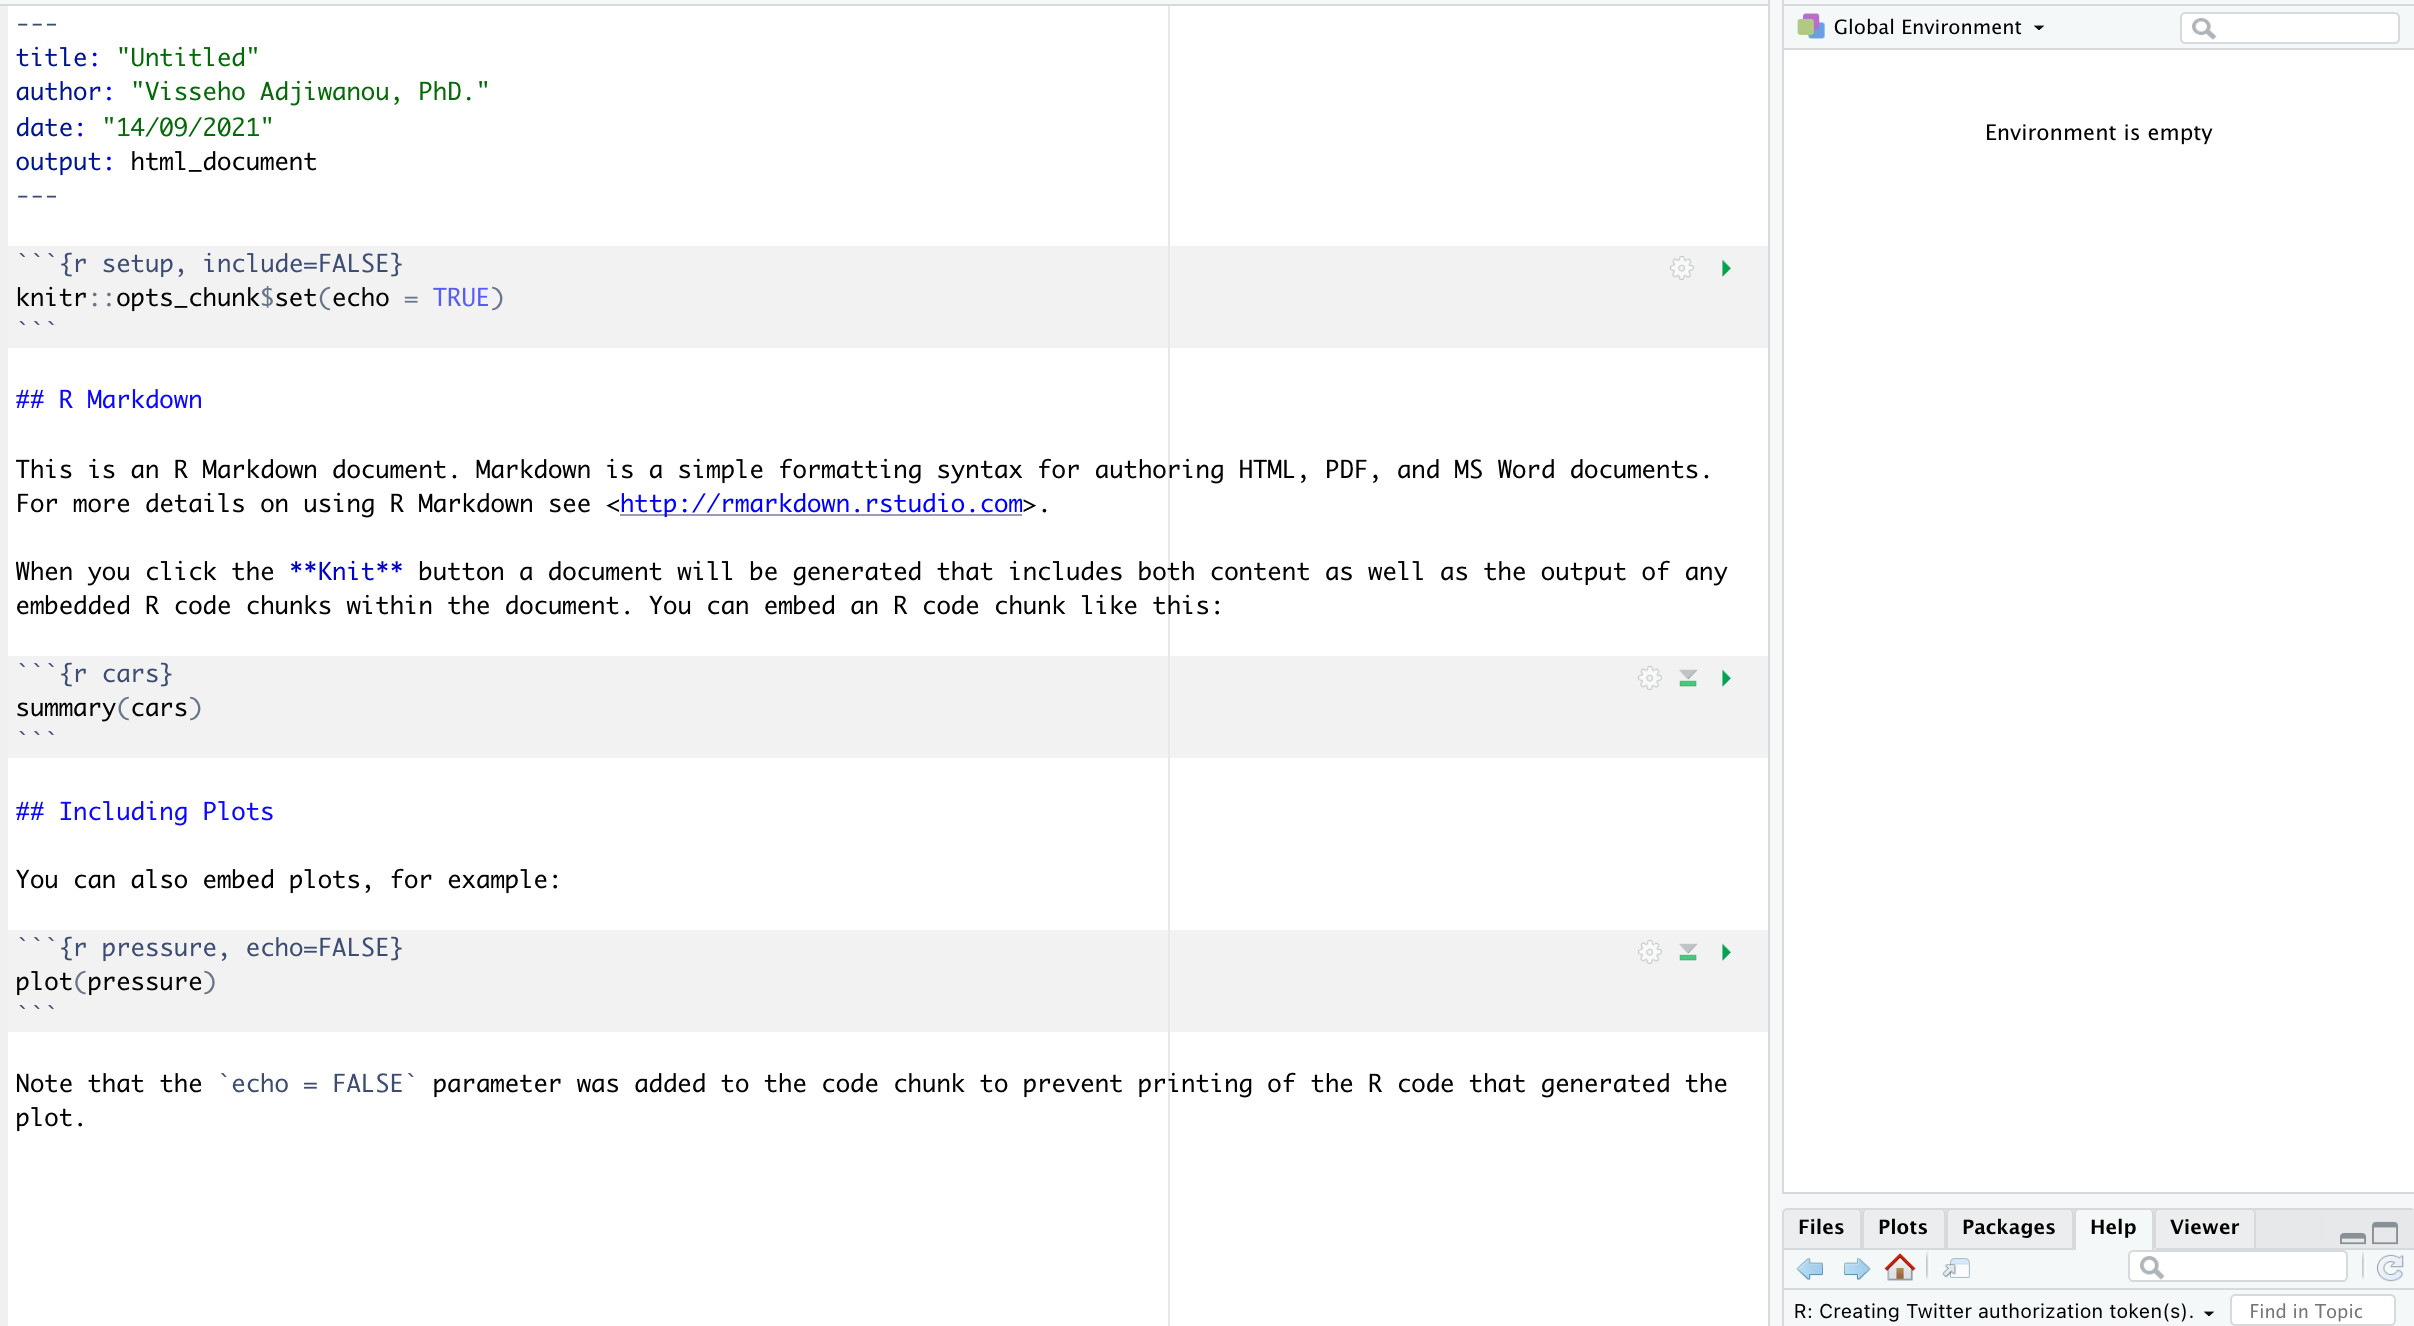 ---
title: "Untitled"
author: "Visseho Adjiwanou, PhD."
date: "14/09/2021"
output: html_document
---
```{r setup, include=FALSE}
knitr::opts_chunk$set(echo = TRUE)
```
## R Markdown
This is an R Markdown document. Markdown is a simple formatting syntax for authoring HTML, PDF, and MS Word documents.
For more details on using R Markdown see <http://rmarkdown.rstudio.com>.
When you click the **Knit** button a document will be generated that includes both content as well as the output of any
embedded R code chunks within the document. You can embed an R code chunk like this:
```{r cars}
summary(cars)
```
## Including Plots
You can also embed plots, for example:
```{r pressure, echo=FALSE}
plot(pressure)
```
Note that the `echo = FALSE` parameter was added to the code chunk to prevent printing of the R code that generated the
plot.
Global Environment
Environment is empty
Files Plots Packages Help Viewer
R: Creating Twitter authorization token(s). Find in Topic